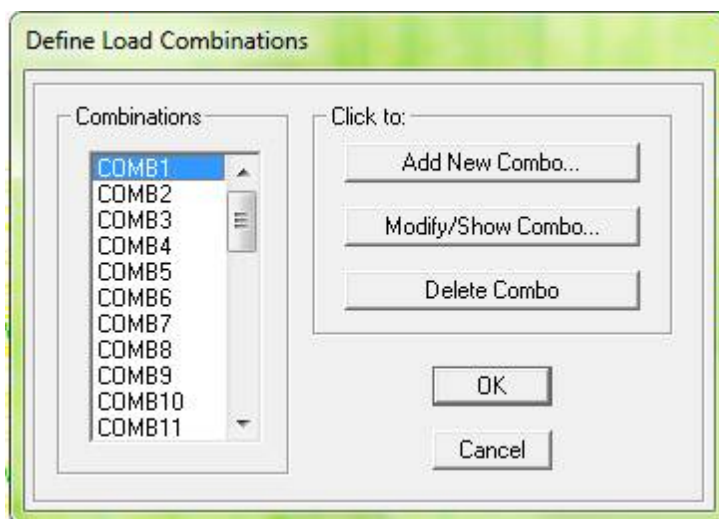 Define Load Combinations
Combinations
COMB1
COMB2
COMB3
COMB4
COMB5
COMB6
COMB7
COMB8
COMB9
COMB10
COMB11
Click to:
Add New Combo...
Modify/Show Combo...
Delete Combo
OK
Cancel